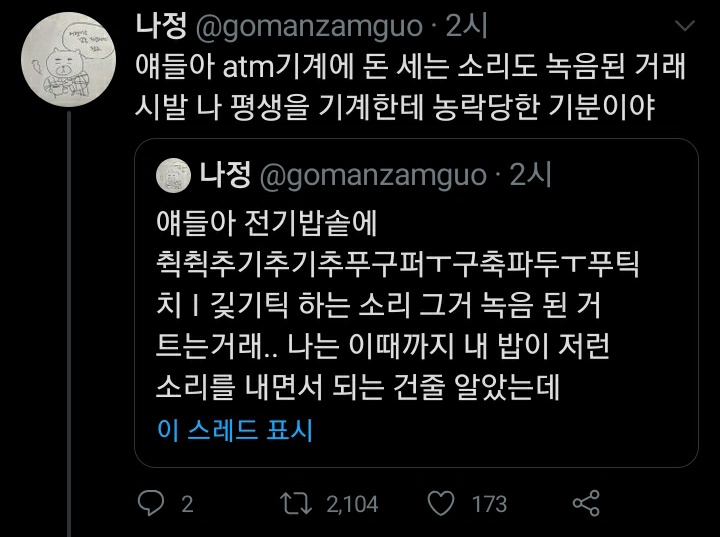 나정 @gomanzamguo · 2시
얘들아 atm기계에 돈 세는 소리도 녹음된 거래
시발 나 평생을 기계한테 농락당한 기분이야
나정 @gomanzamguo · 2시
얘들아 전기밥솥에
췩췩추기추기추푸구퍼ㅜ구축파두ㅜ푸틱
치ㅣ깇기틱 하는 소리 그거 녹음 된 거
트는거래.. 나는 이때까지 내 밥이 저런
소리를 내면서 되는 건줄 알았는데
이 스레드 표시
2 2,104 173